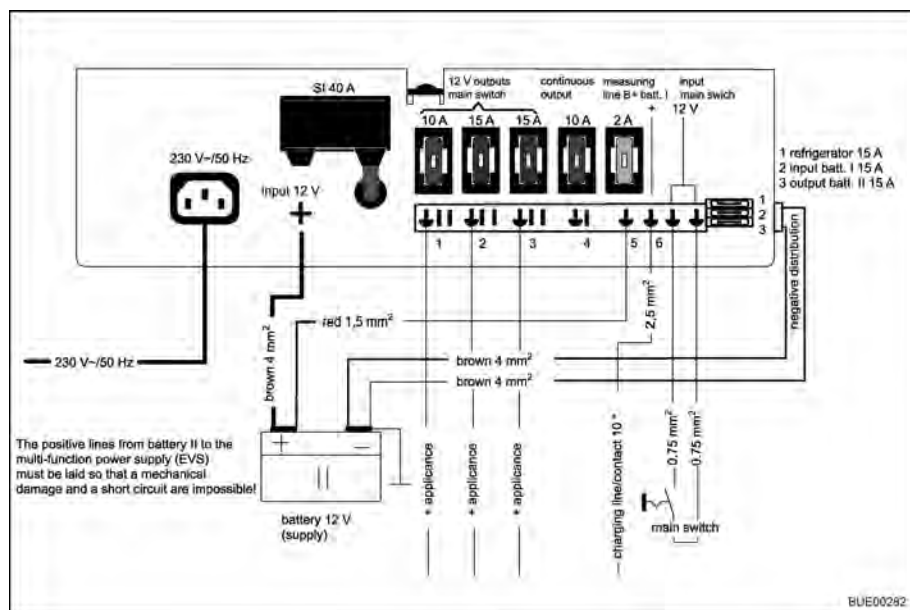 SI 40 A
12 V outputs
main switch
continuous
output
measuring
line B+ batt. I
+
input
main swich
12 V
10 A 15 A 15 A 10 A 2 A
230 V~/50 Hz
Input 12 V
+
1 refrigerator 15 A
2 input batt. I 15 A
3 output batt. II 15 A
1
2
3
1 2 3 4 5 6
negative distribution
red 1,5 mm²
2,5 mm²
brown 4 mm²
230 V~/50 Hz
brown 4 mm²
brown 4 mm²
0,75 mm²
0,75 mm²
The positive lines from battery II to the
multi-function power supply (EVS)
must be laid so that a mechanical
damage and a short circuit are impossible!
+ –
II
battery 12 V
(supply)
+ applicance
+ applicance
+ applicance
charging line/contact 10 *
main switch
BUE00282